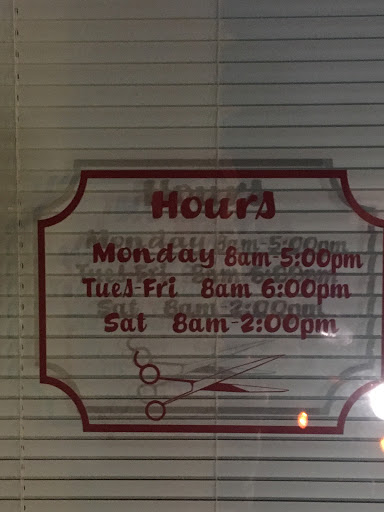 Hours
Monday 8am-5:00pm
Tues-Fri 8am 6:00pm
Sat 8am-2:00pm